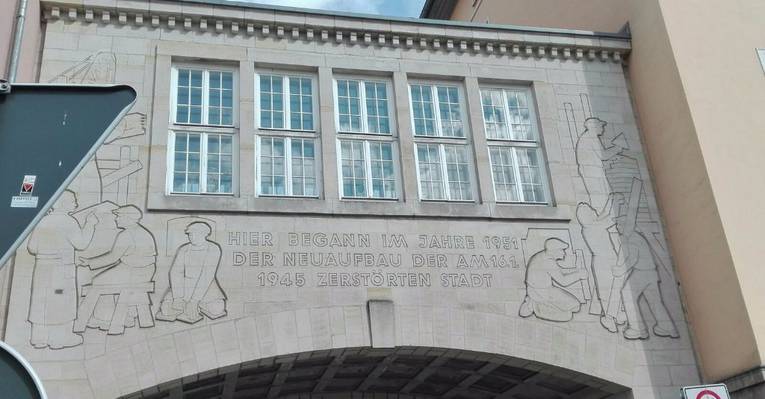 HIER BEGANN IM JAHRE 1951
DER NEUAUFBAU DER AM 16.1.
1945 ZERSTÖRTEN STADT